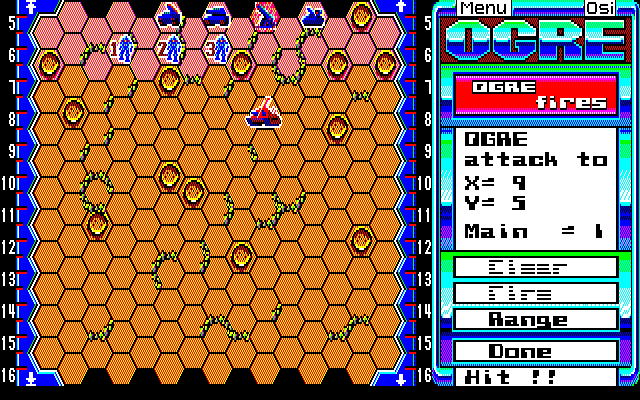 5
6
7
8
9
10
11
12
13
14
15
16
1 2 3
5
6
7
8
9
10
11
12
13
14
15
16
Menu Osi
OGRE
OGRE
fires
OGRE
attack to
X= 9
Y= 5
Main = 1
Clear
Fire
Range
Done
Hit !!